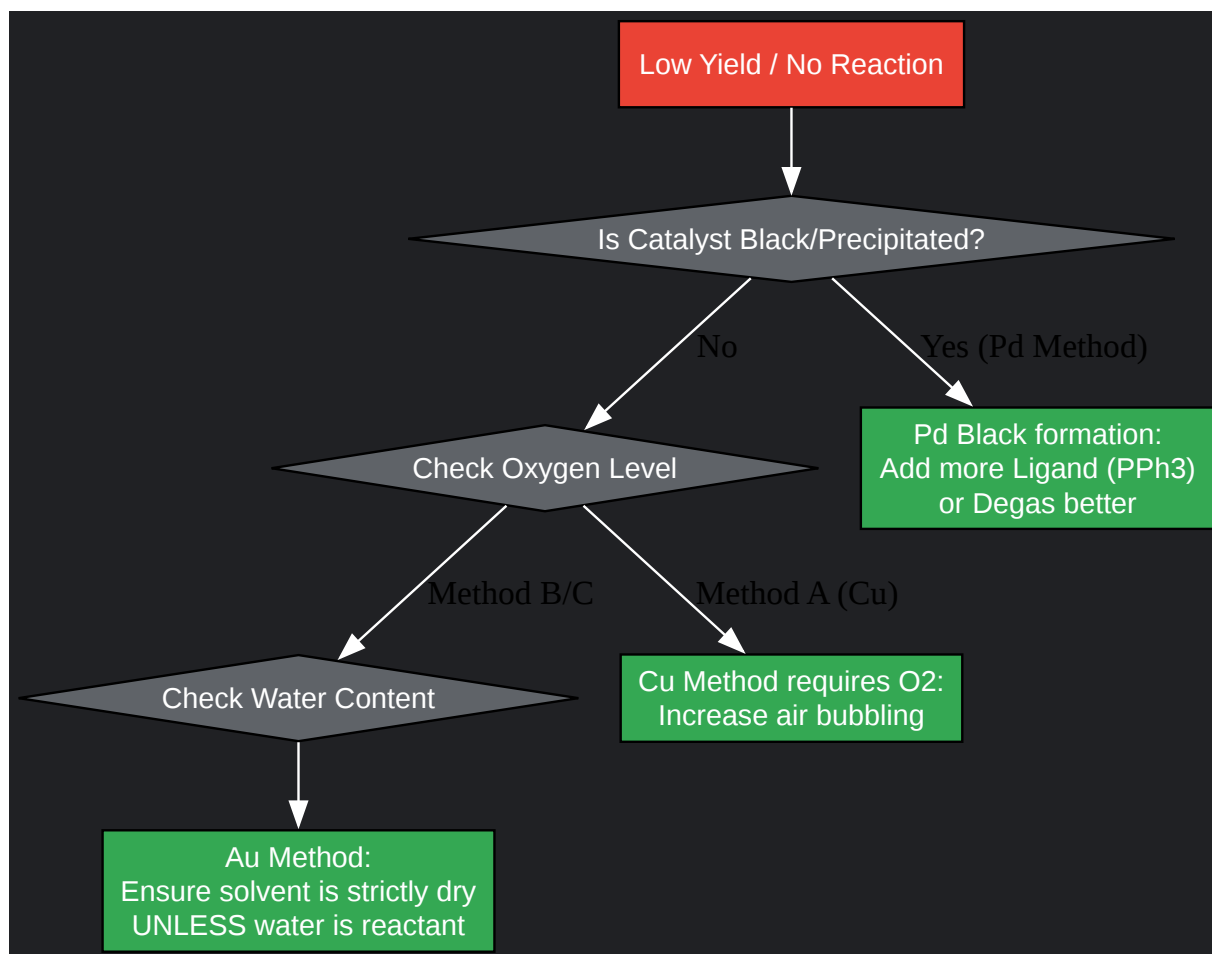 Low Yield / No Reaction
Is Catalyst Black/Precipitated?
No
Yes (Pd Method)
Pd Black formation:
Add more Ligand (PPh3)
or Degas better
Check Oxygen Level
Method B/C
Method A (Cu)
Check Water Content
Cu Method requires O2:
Increase air bubbling
Au Method:
Ensure solvent is strictly dry
UNLESS water is reactant